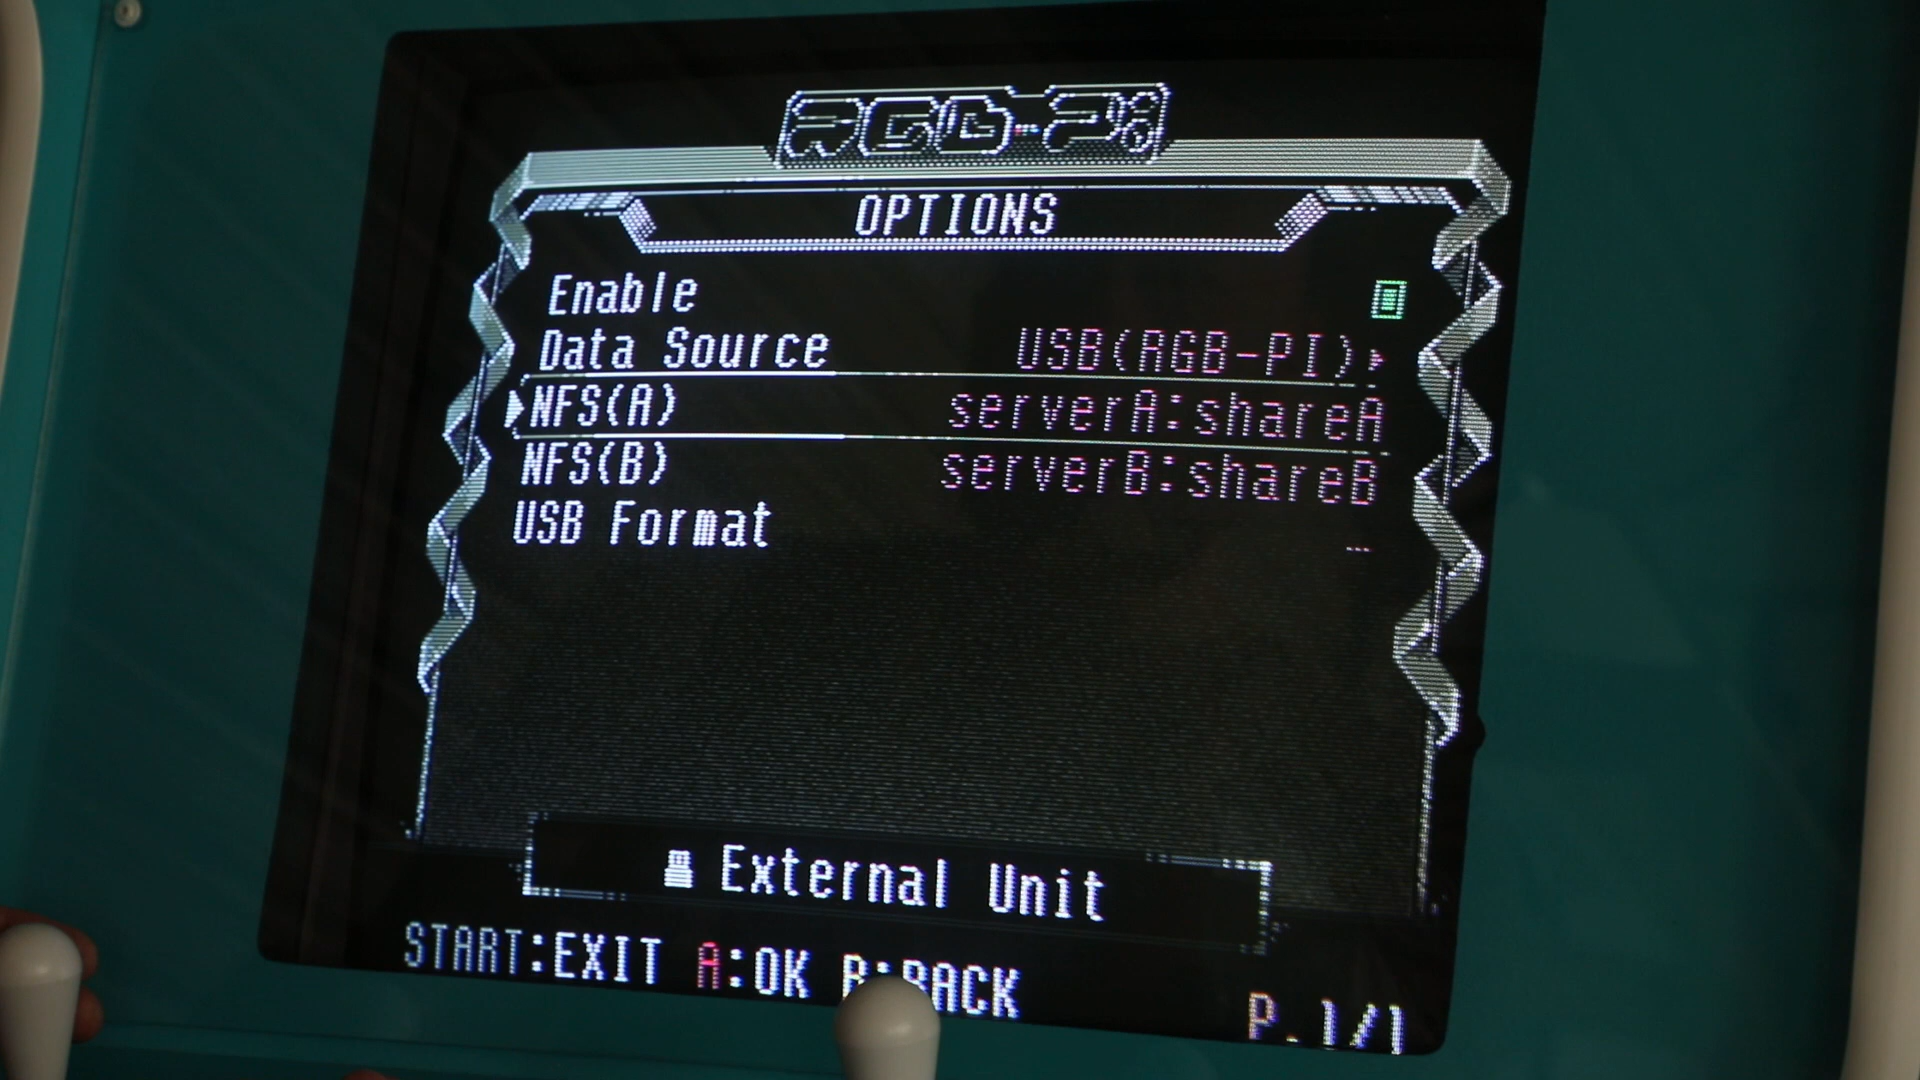 RGB-Pi
OPTIONS
Enable
Data Source USB(RGB-PI)
NFS(A) serverA:shareA
NFS(B) serverB:shareB
USB Format ...
External Unit
START:EXIT A:OK B:BACK
P.1/1